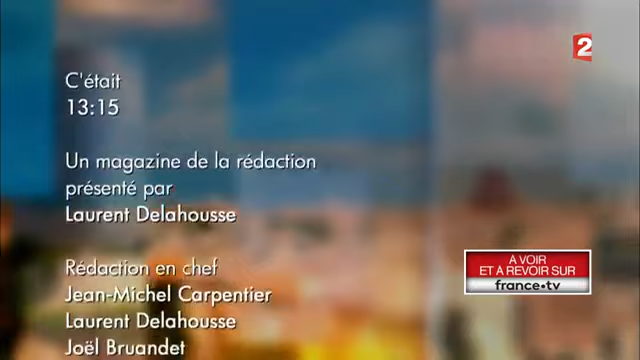 2
C'était
13:15
Un magazine de la rédaction
présenté par
Laurent Delahousse
Rédaction en chef
Jean-Michel Carpentier
Laurent Delahousse
Joël Bruandet
A VOIR
ET A REVOIR SUR
france•tv